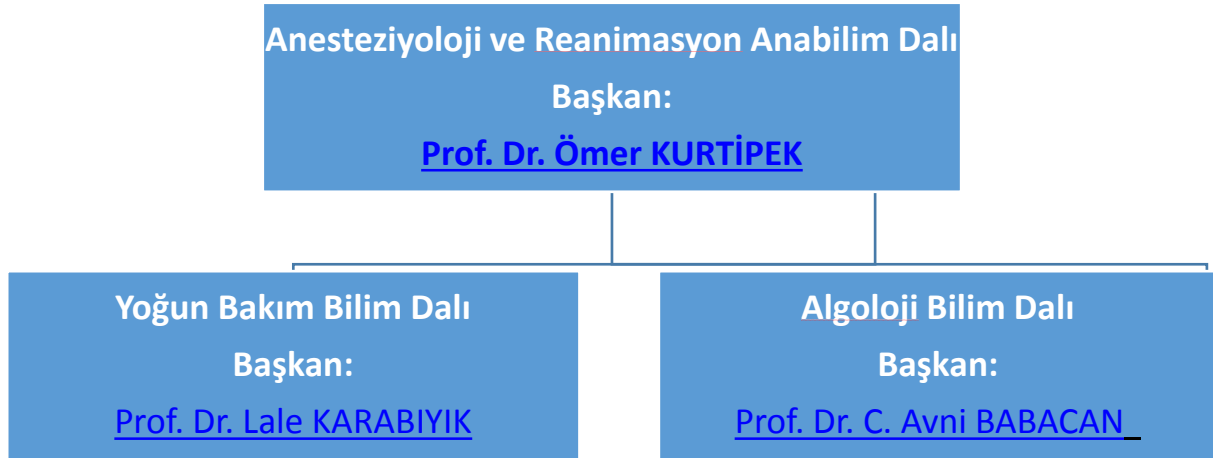 Anesteziyoloji ve Reanimasyon Anabilim Dalı
Başkan:
Prof. Dr. Ömer KURTİPEK
Yoğun Bakım Bilim Dalı
Başkan:
Prof. Dr. Lale KARABIYIK
Algoloji Bilim Dalı
Başkan:
Prof. Dr. C. Avni BABACAN